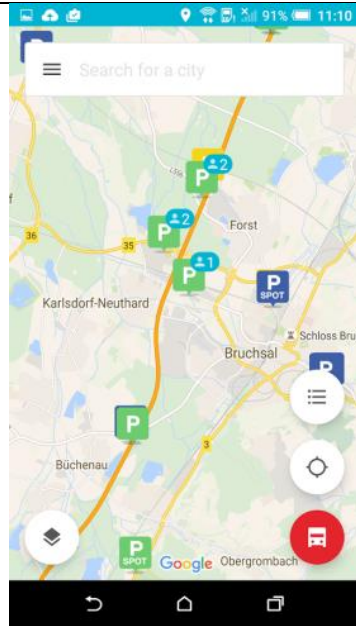 91% 11:10
P
Search for a city
L556
P 2
P 2
Forst
36
35
P 1
P
SPOT
Karlsdorf-Neuthard
Schloss Bru
Bruchsal
P
P
3
Büchenau
P
SPOT
Google
Obergrombach